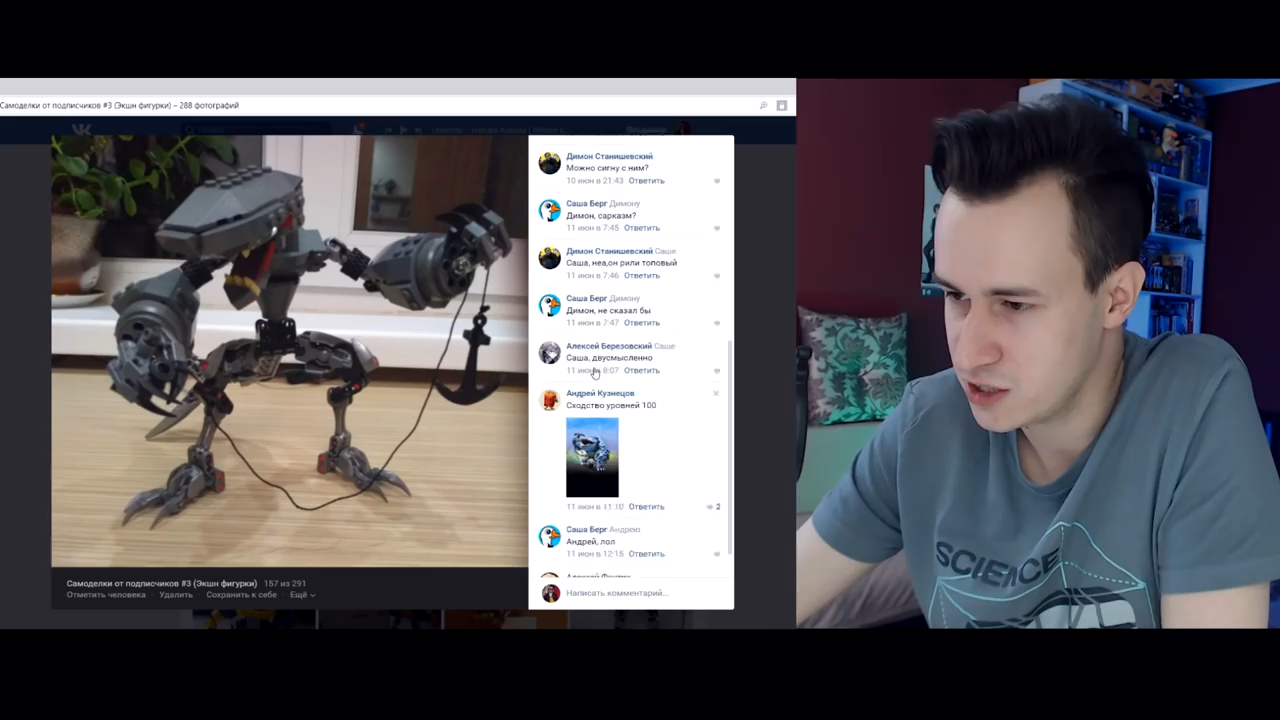 Самоделки от подписчиков #3 (Экшн фигурки) – 288 фотографий
Димон Станишевский
Можно сигну с ним?
10 июн в 21:43 Ответить
Саша Берг Димону
Димон, сарказм?
11 июн в 7:45 Ответить
Димон Станишевский Саше
Саша, неа,он рили топовый
11 июн в 7:46 Ответить
Саша Берг Димону
Димон, не сказал бы
11 июн в 7:47 Ответить
Алексей Березовский Саше
Саша, двусмысленно
11 июн 8:07 Ответить
Андрей Кузнецов
Сходство уровней 100
11 июн в Ответить 2
Саша Берг Андрею
Андрей, лол
11 июн в 12:15 Ответить
Написать комментарий...
Самоделки от подписчиков #3 (Экшн фигурки) 157 из 291
Отметить человека · Удалить · Сохранить к себе · Ещё
SCIENCE